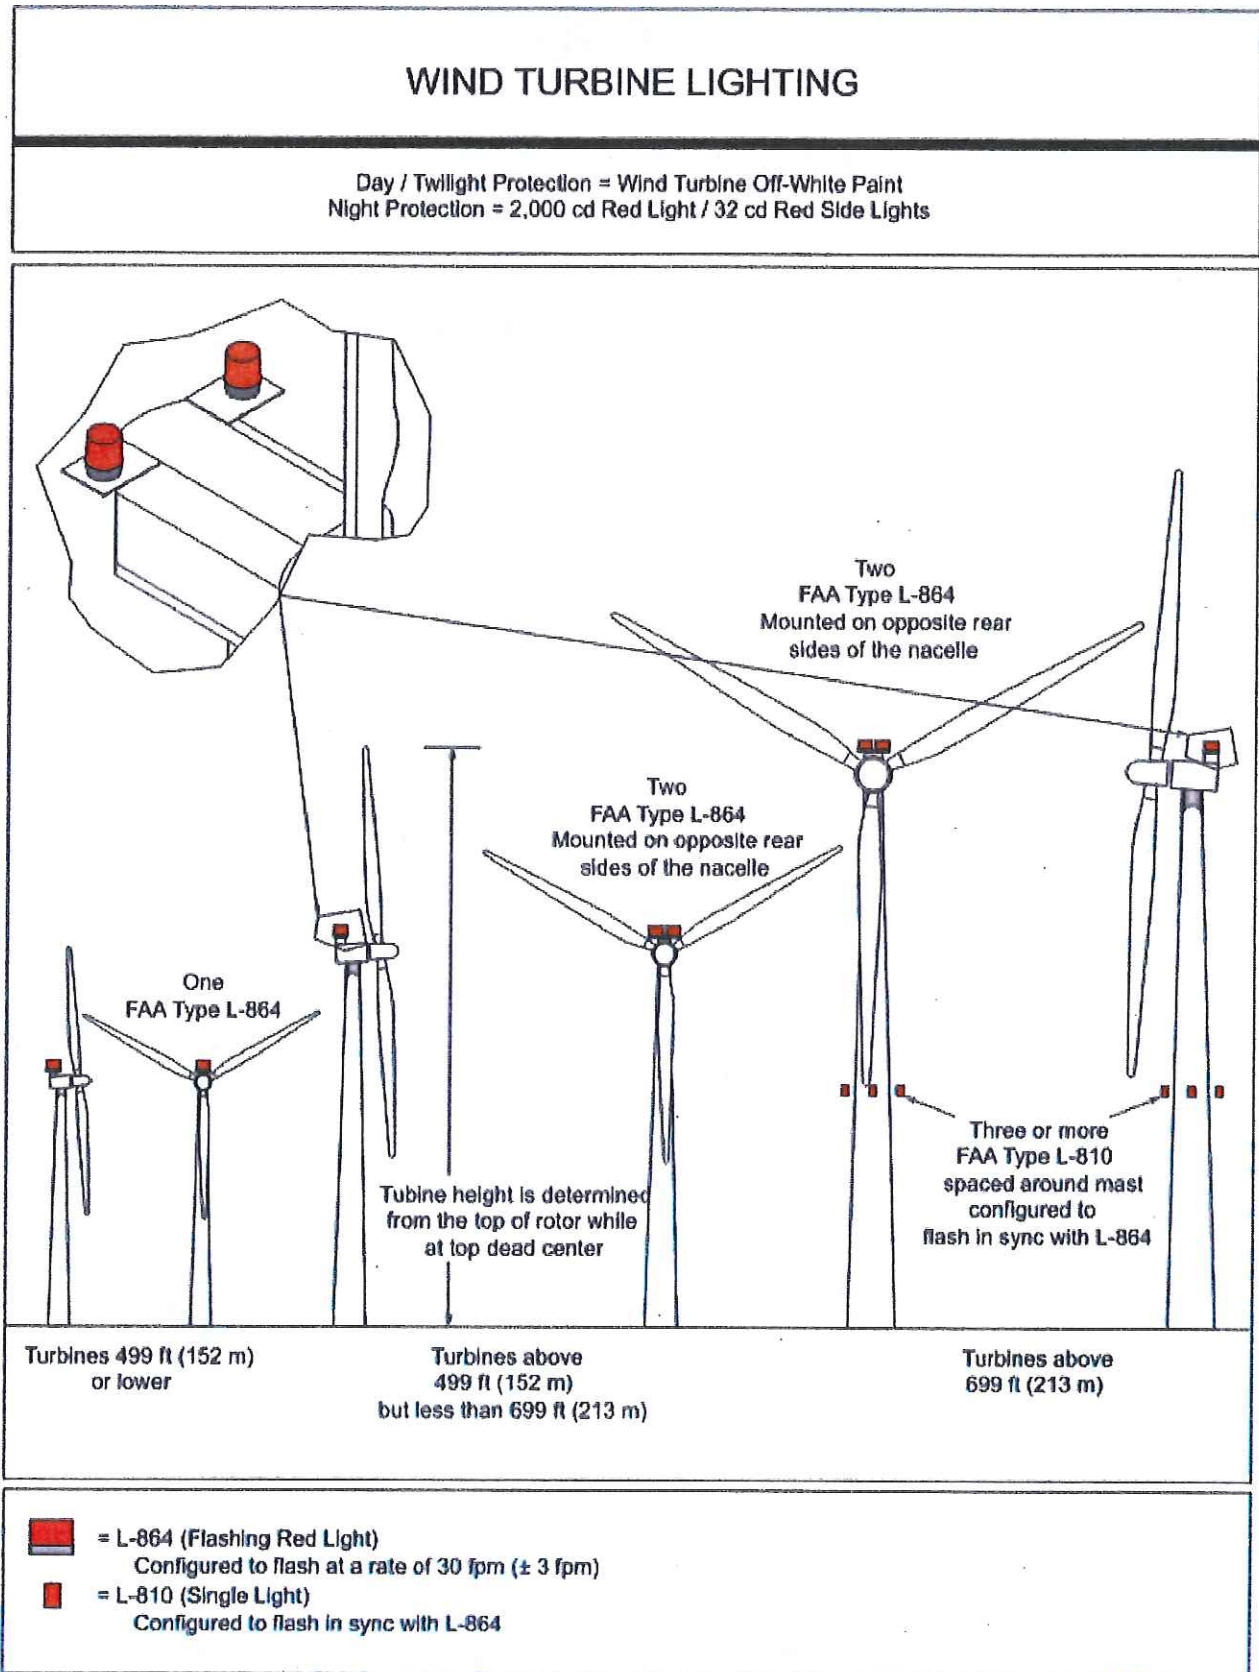 WIND TURBINE LIGHTING
Day / Twilight Protection = Wind Turbine Off-White Paint
Night Protection = 2,000 cd Red Light / 32 cd Red Side Lights
Two
FAA Type L-864
Mounted on opposite rear
sides of the nacelle
Two
FAA Type L-864
Mounted on opposite rear
sides of the nacelle
One
FAA Type L-864
Tubine height is determined
from the top of rotor while
at top dead center
Three or more
FAA Type L-810
spaced around mast
configured to
flash in sync with L-864
Turbines 499 ft (152 m)
or lower
Turbines above
499 ft (152 m)
but less than 699 ft (213 m)
Turbines above
699 ft (213 m)
= L-864 (Flashing Red Light)
Configured to flash at a rate of 30 fpm (± 3 fpm)
= L-810 (Single Light)
Configured to flash in sync with L-864